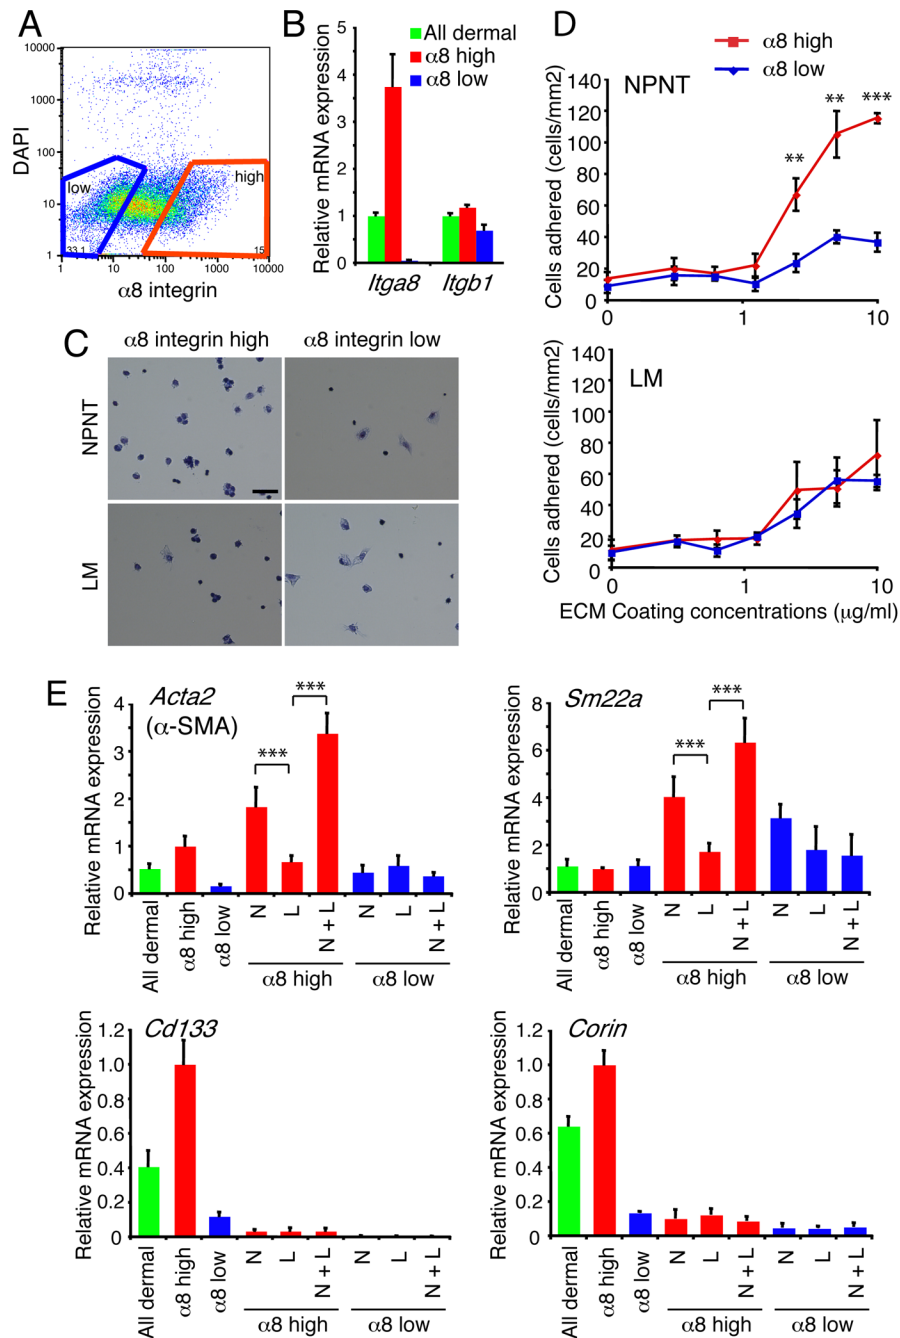 A
10000
1000
100
10
1
DAPI
low
high
33.1
15
1
10
100
1000
10000
α8 integrin
B
All dermal
α8 high
α8 low
Relative mRNA expression
5
4
3
2
1
0
Itga8
Itgb1
C
α8 integrin high
α8 integrin low
NPNT
LM
D
α8 high
α8 low
NPNT
Cells adhered (cells/mm2)
140
120
100
80
60
40
20
0
**
**
***
0
1
10
LM
Cells adhered (cells/mm2)
140
120
100
80
60
40
20
0
0
1
10
ECM Coating concentrations (μg/ml)
E
Acta2
(α-SMA)
Relative mRNA expression
4
3
2
1
0
***
***
All dermal
α8 high
α8 low
N
L
N + L
N
L
N + L
α8 high
α8 low
Sm22a
Relative mRNA expression
8
6
4
2
0
***
***
All dermal
α8 high
α8 low
N
L
N + L
N
L
N + L
α8 high
α8 low
Cd133
Relative mRNA expression
1.2
1.0
0.8
0.6
0.4
0.2
0
All dermal
α8 high
α8 low
N
L
N + L
N
L
N + L
α8 high
α8 low
Corin
Relative mRNA expression
1.2
1.0
0.8
0.6
0.4
0.2
0
All dermal
α8 high
α8 low
N
L
N + L
N
L
N + L
α8 high
α8 low